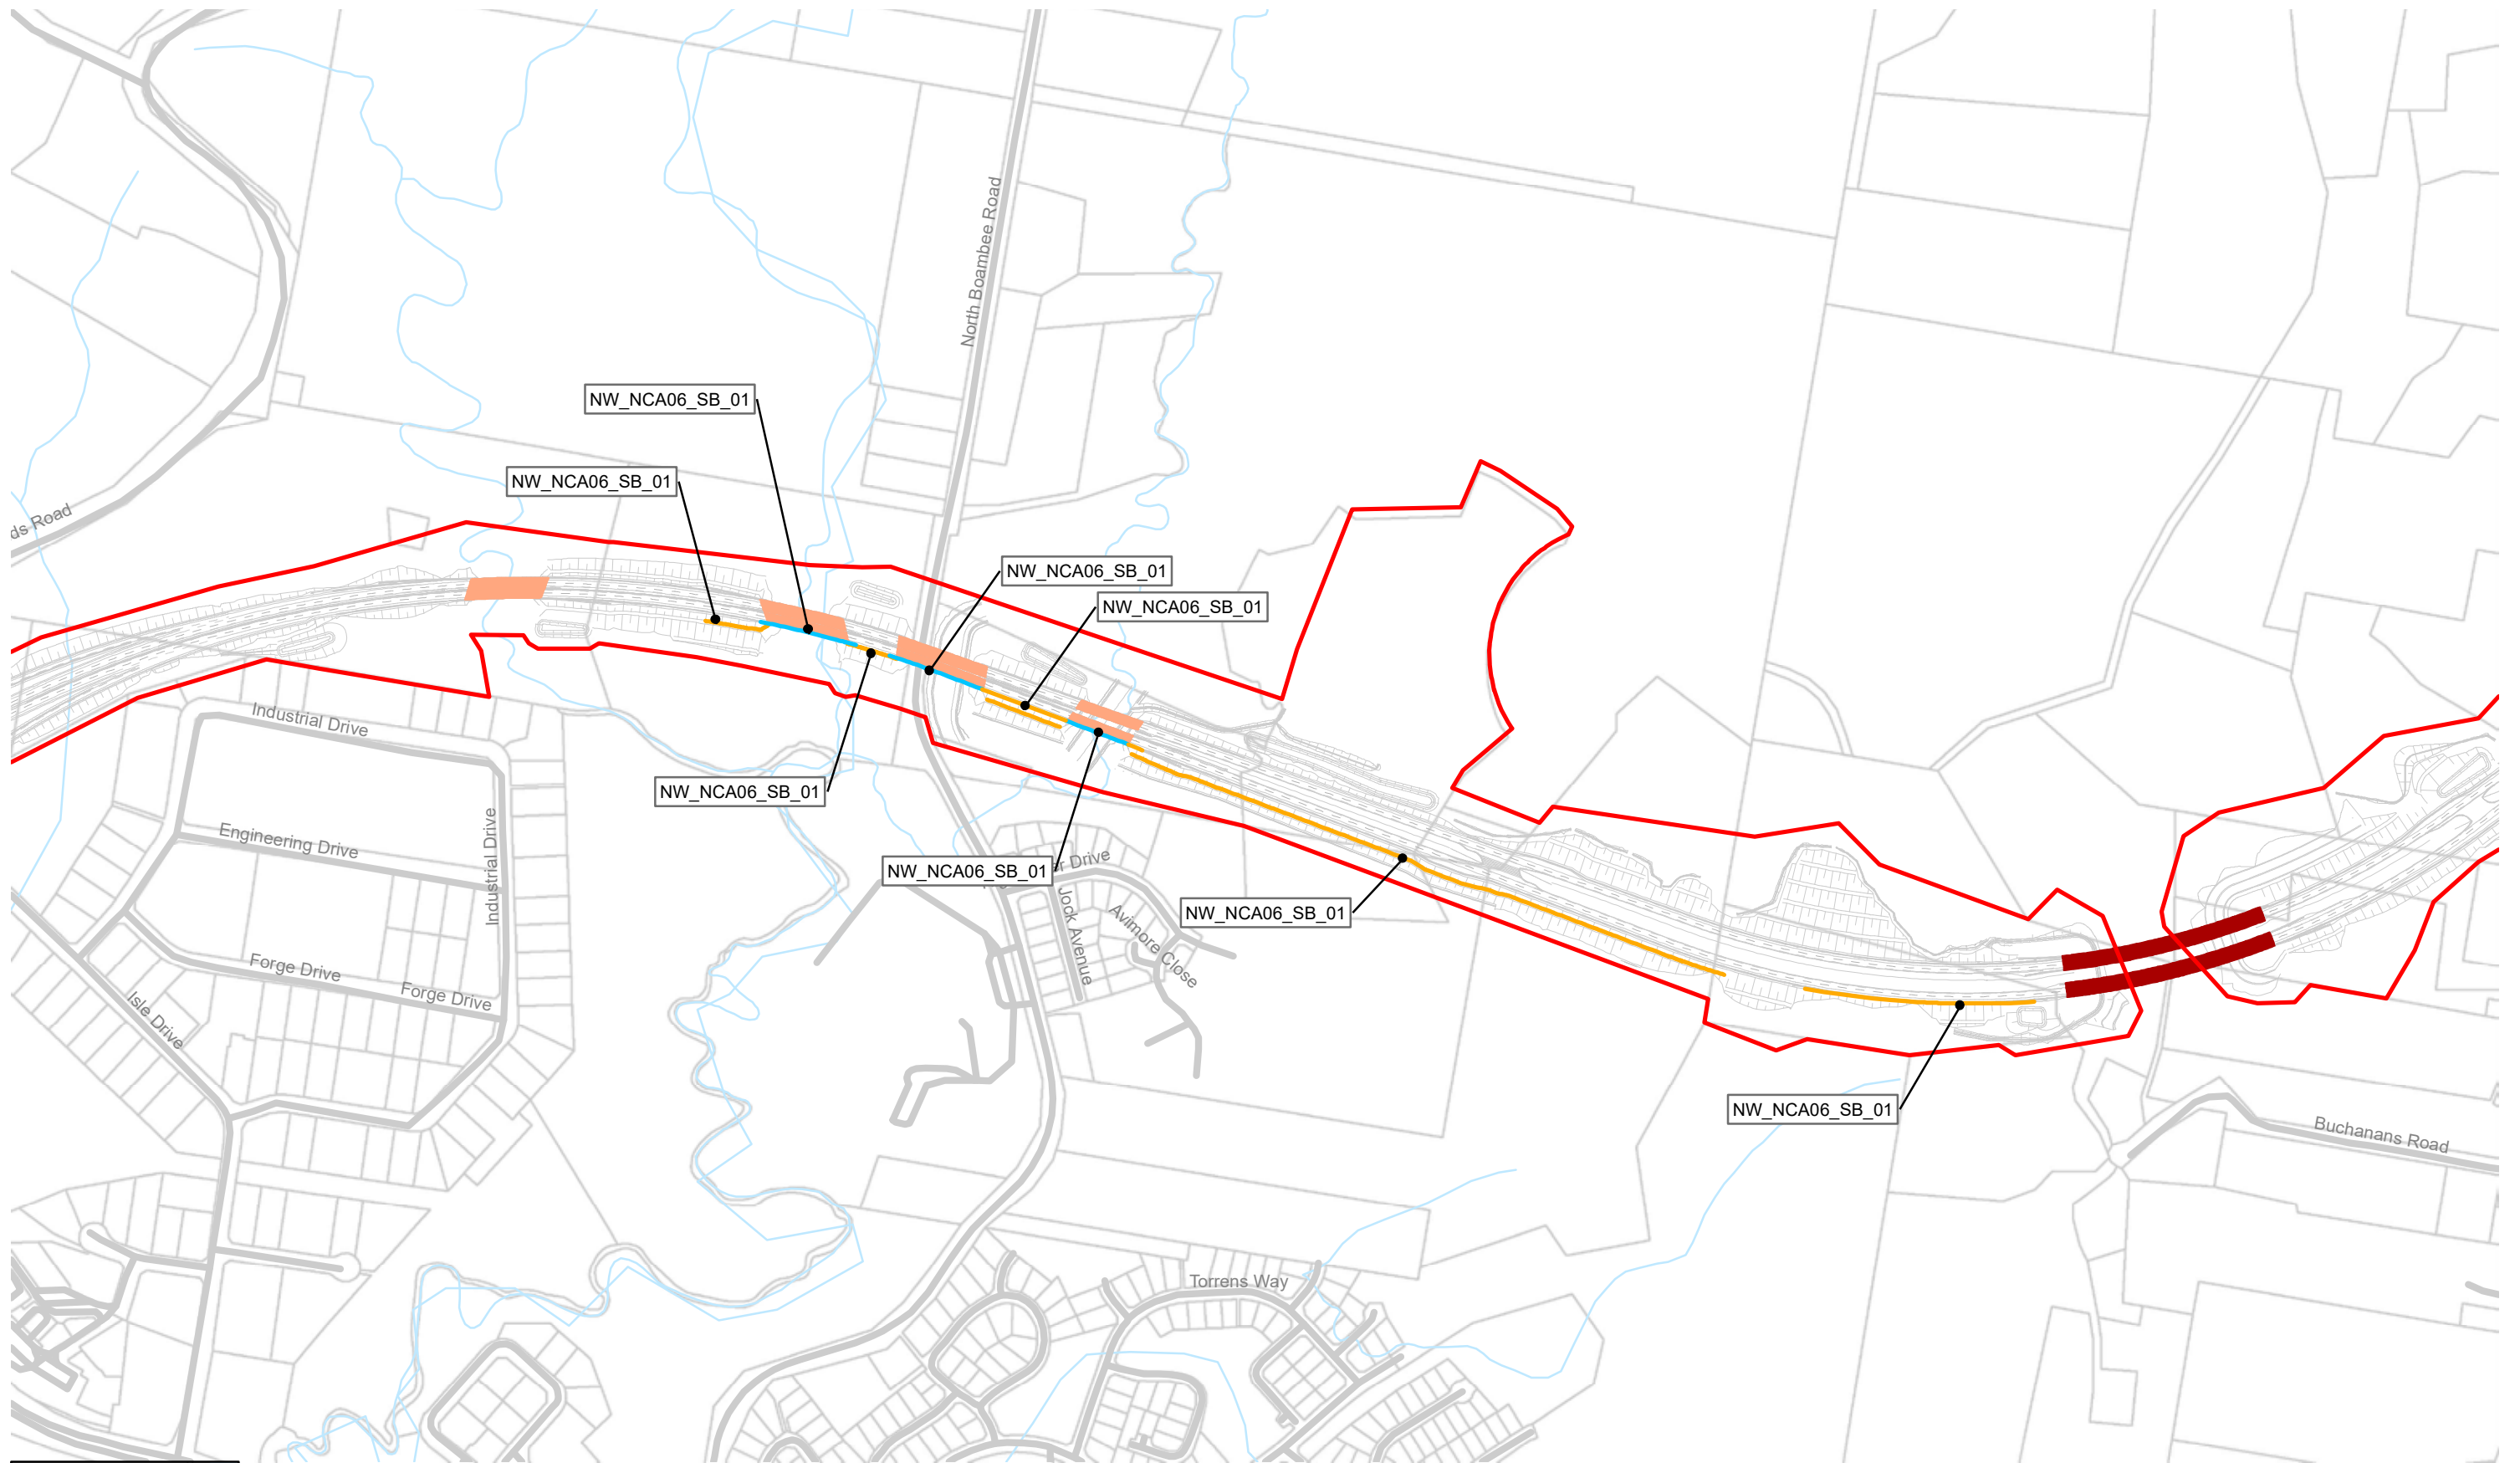 North Boambee Road
NW_NCA06_SB_01
NW_NCA06_SB_01
ds Road
NW_NCA06_SB_01
NW_NCA06_SB_01
Industrial Drive
NW_NCA06_SB_01
Engineering Drive
Industrial Drive
NW_NCA06_SB_01
er Drive
Jock Avenue
Avimore Close
NW_NCA06_SB_01
Forge Drive
Forge Drive
Isle Drive
NW_NCA06_SB_01
Buchanans Road
Torrens Way